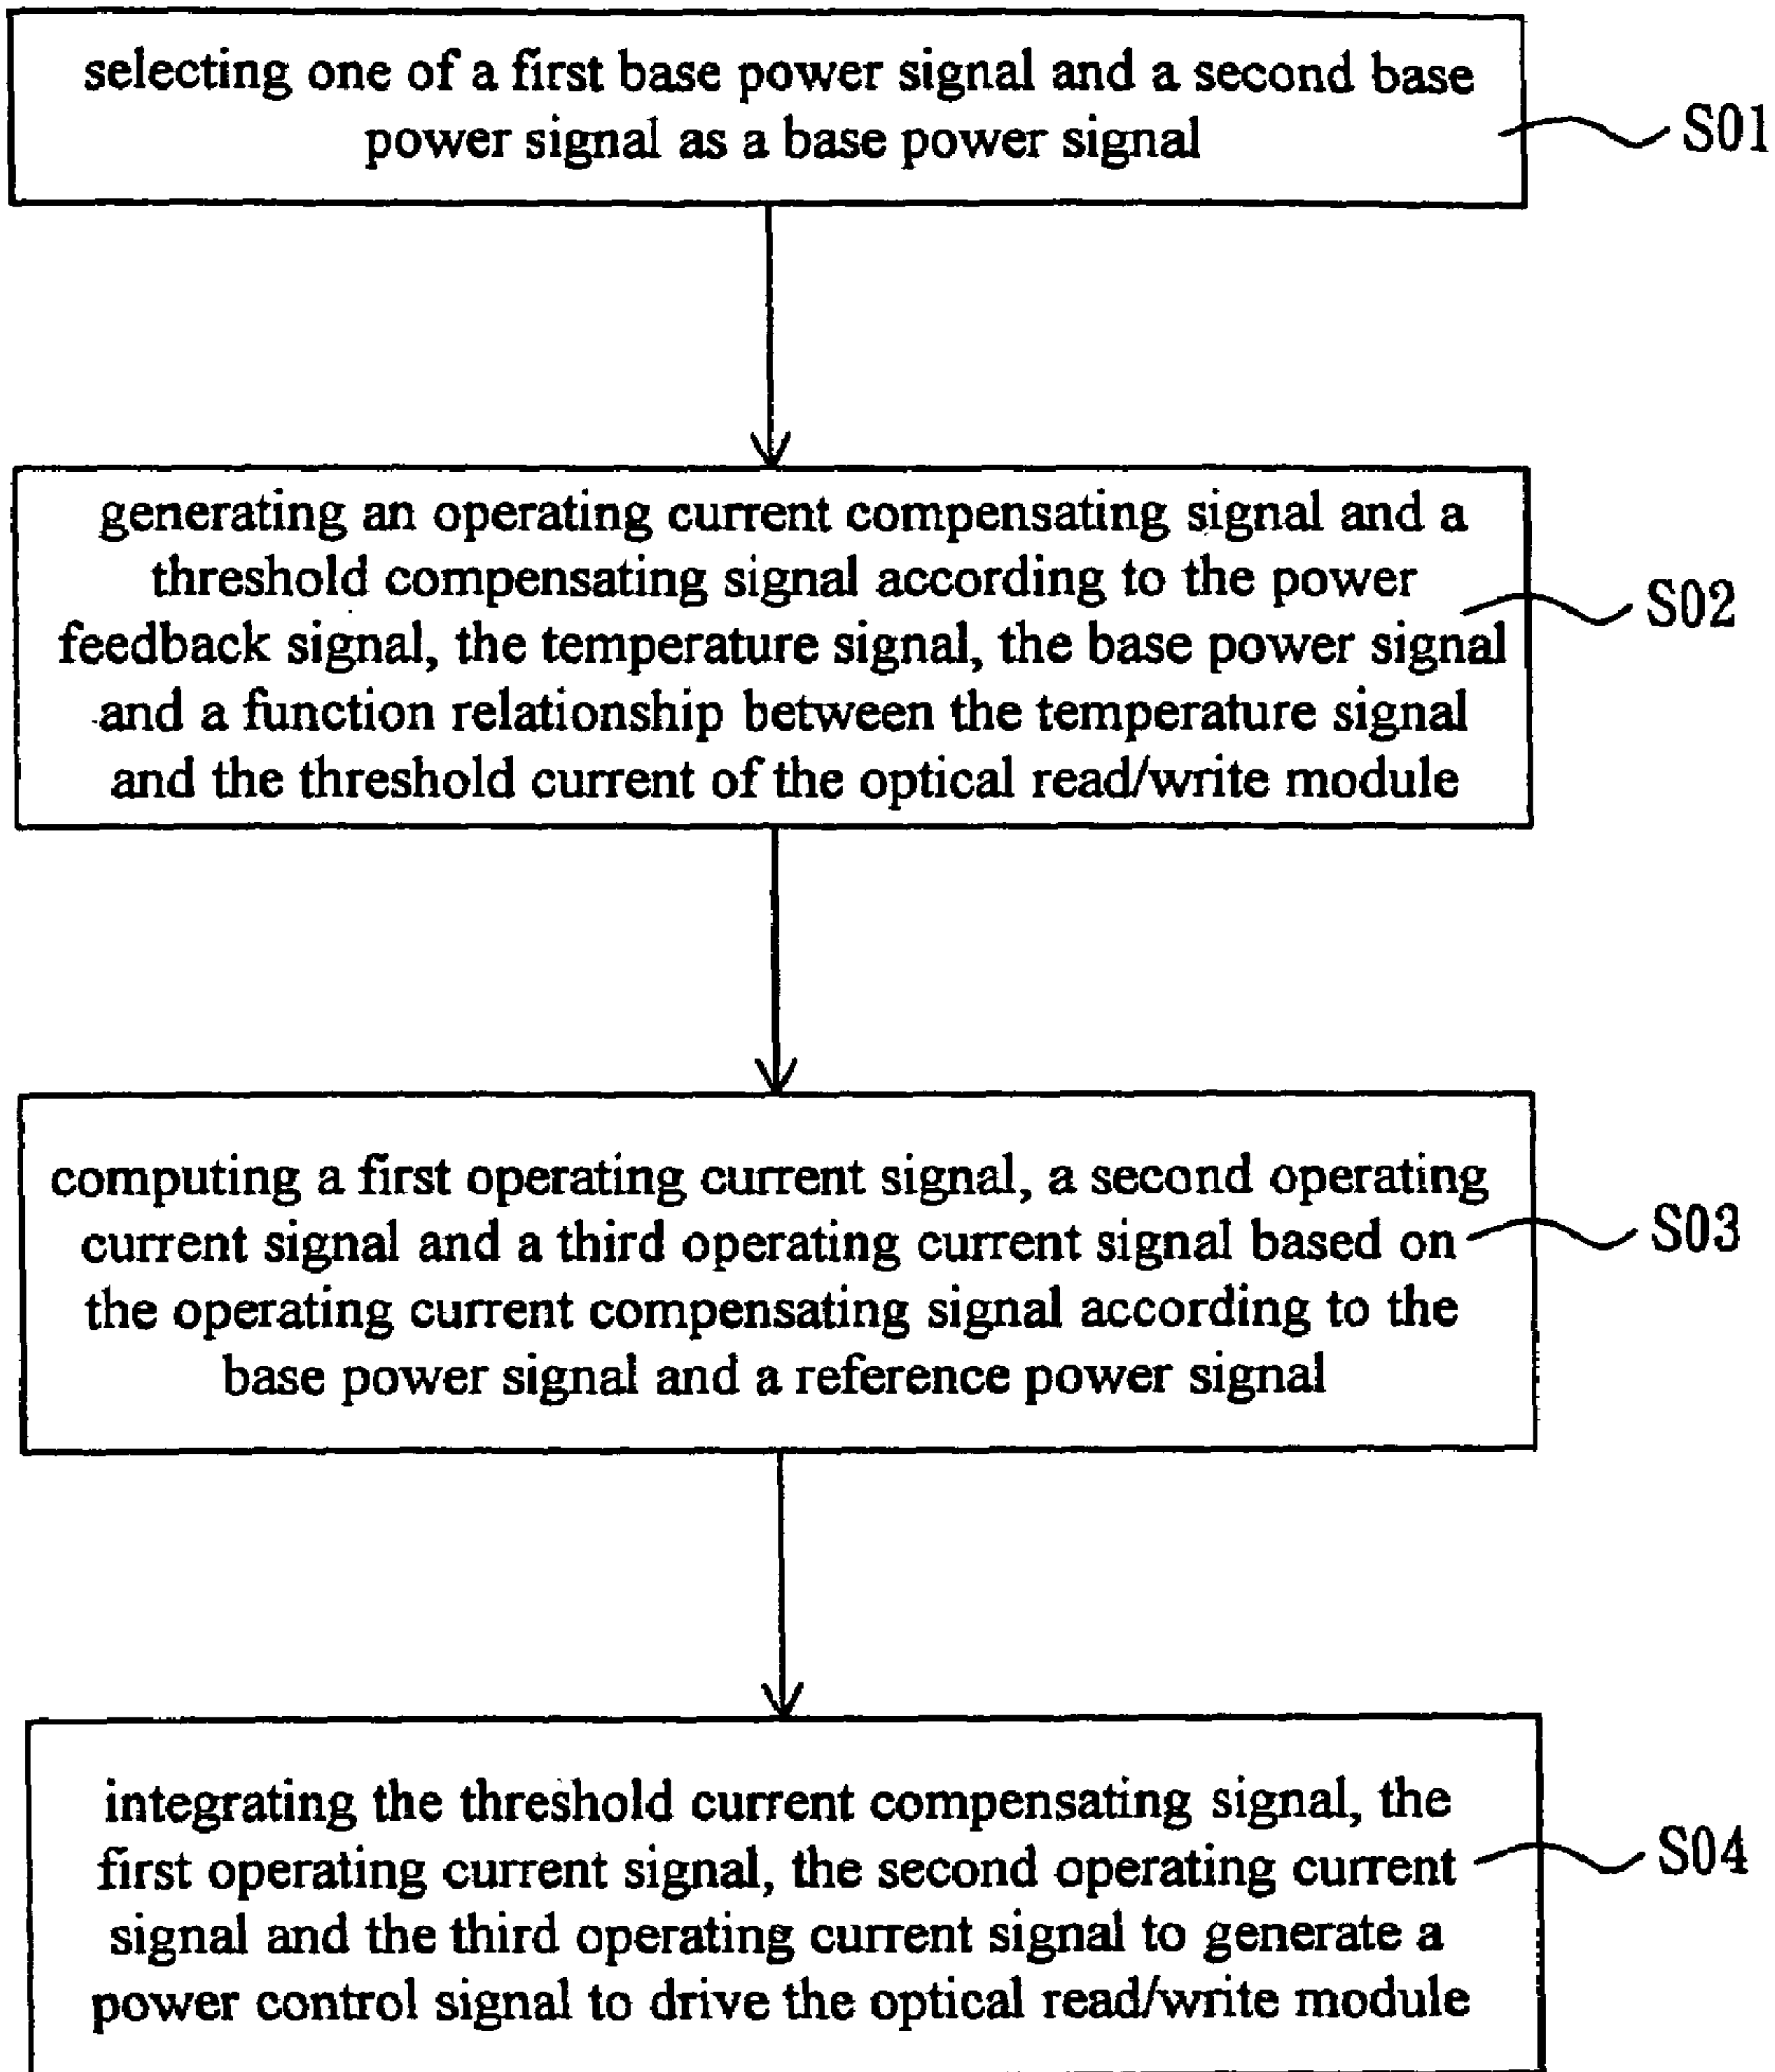 selecting one of a first base power signal and a second base
power signal as a base power signal
S01
generating an operating current compensating signal and a
threshold compensating signal according to the power
feedback signal, the temperature signal, the base power signal
and a function relationship between the temperature signal
and the threshold current of the optical read/write module
S02
computing a first operating current signal, a second operating
current signal and a third operating current signal based on
the operating current compensating signal according to the
base power signal and a reference power signal
S03
integrating the threshold current compensating signal, the
first operating current signal, the second operating current
signal and the third operating current signal to generate a
power control signal to drive the optical read/write module
S04